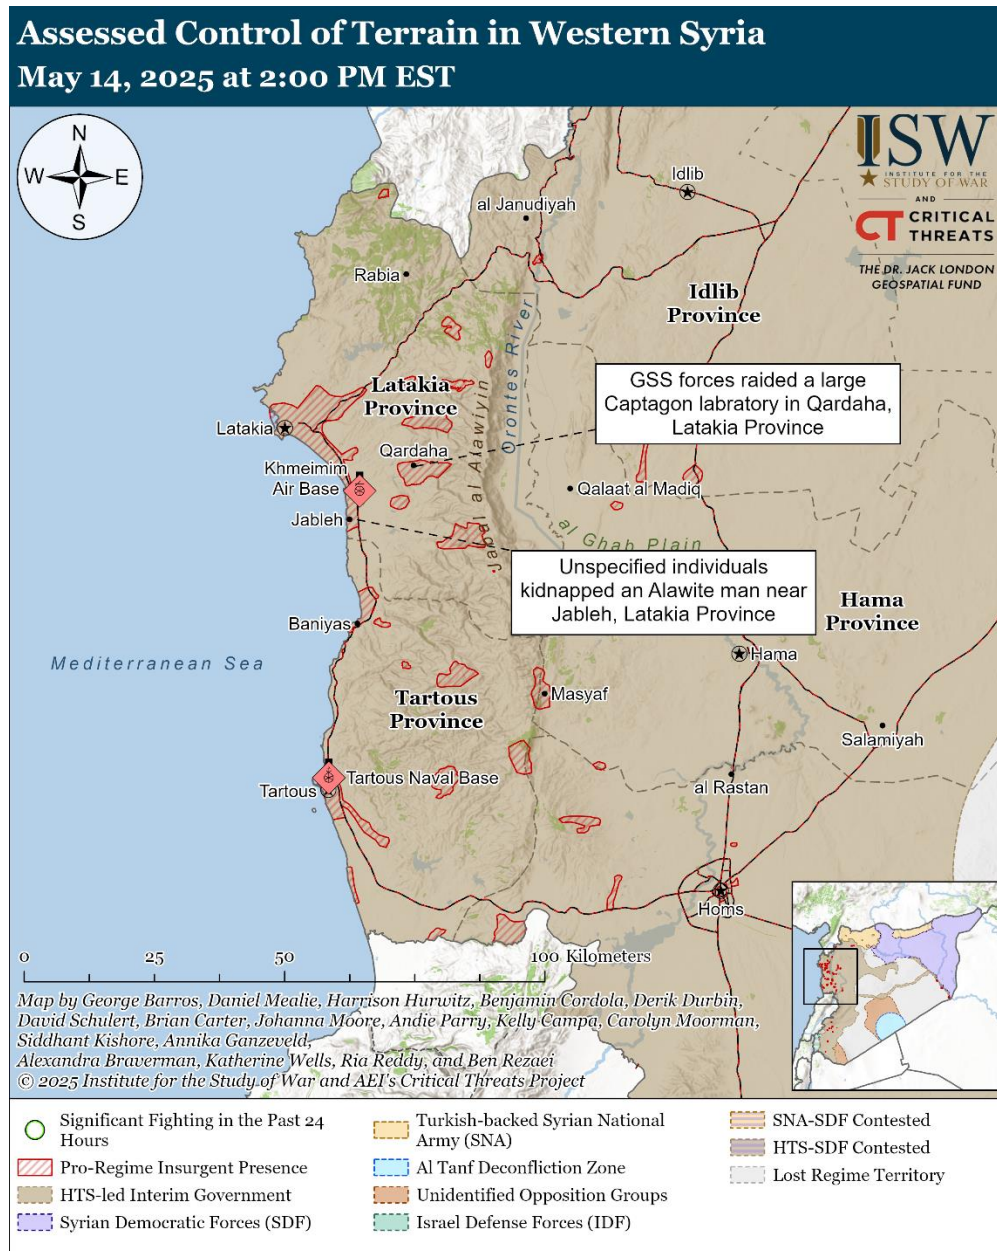 Assessed Control of Terrain in Western Syria
May 14, 2025 at 2:00 PM EST
N
W
E
S
ISW
INSTITUTE FOR THE
STUDY OF WAR
AND
CT CRITICAL
THREATS
THE DR. JACK LONDON
GEOSPATIAL FUND
Idlib
al Janudiyah
Rabia
Idlib
Province
Orontes River
Latakia
Province
GSS forces raided a large
Captagon labratory in Qardaha,
Latakia Province
Latakia
Qardaha
Jabal al Alawiyin
Khmeimim
Air Base
Qalaat al Madiq
Jableh
al Ghab Plain
Unspecified individuals
kidnapped an Alawite man near
Jableh, Latakia Province
Hama
Province
Baniyas
Mediterranean Sea
Hama
Masyaf
Tartous
Province
Salamiyah
Tartous Naval Base
Tartous
al Rastan
Homs
0
25
50
100 Kilometers
Map by George Barros, Daniel Mealie, Harrison Hurwitz, Benjamin Cordola, Derik Durbin,
David Schulert, Brian Carter, Johanna Moore, Andie Parry, Kelly Campa, Carolyn Moorman,
Siddhant Kishore, Annika Ganzeveld,
Alexandra Braverman, Katherine Wells, Ria Reddy, and Ben Rezaei
© 2025 Institute for the Study of War and AEI's Critical Threats Project
Significant Fighting in the Past 24
Hours
Pro-Regime Insurgent Presence
HTS-led Interim Government
Syrian Democratic Forces (SDF)
Turkish-backed Syrian National
Army (SNA)
Al Tanf Deconfliction Zone
Unidentified Opposition Groups
Israel Defense Forces (IDF)
SNA-SDF Contested
HTS-SDF Contested
Lost Regime Territory